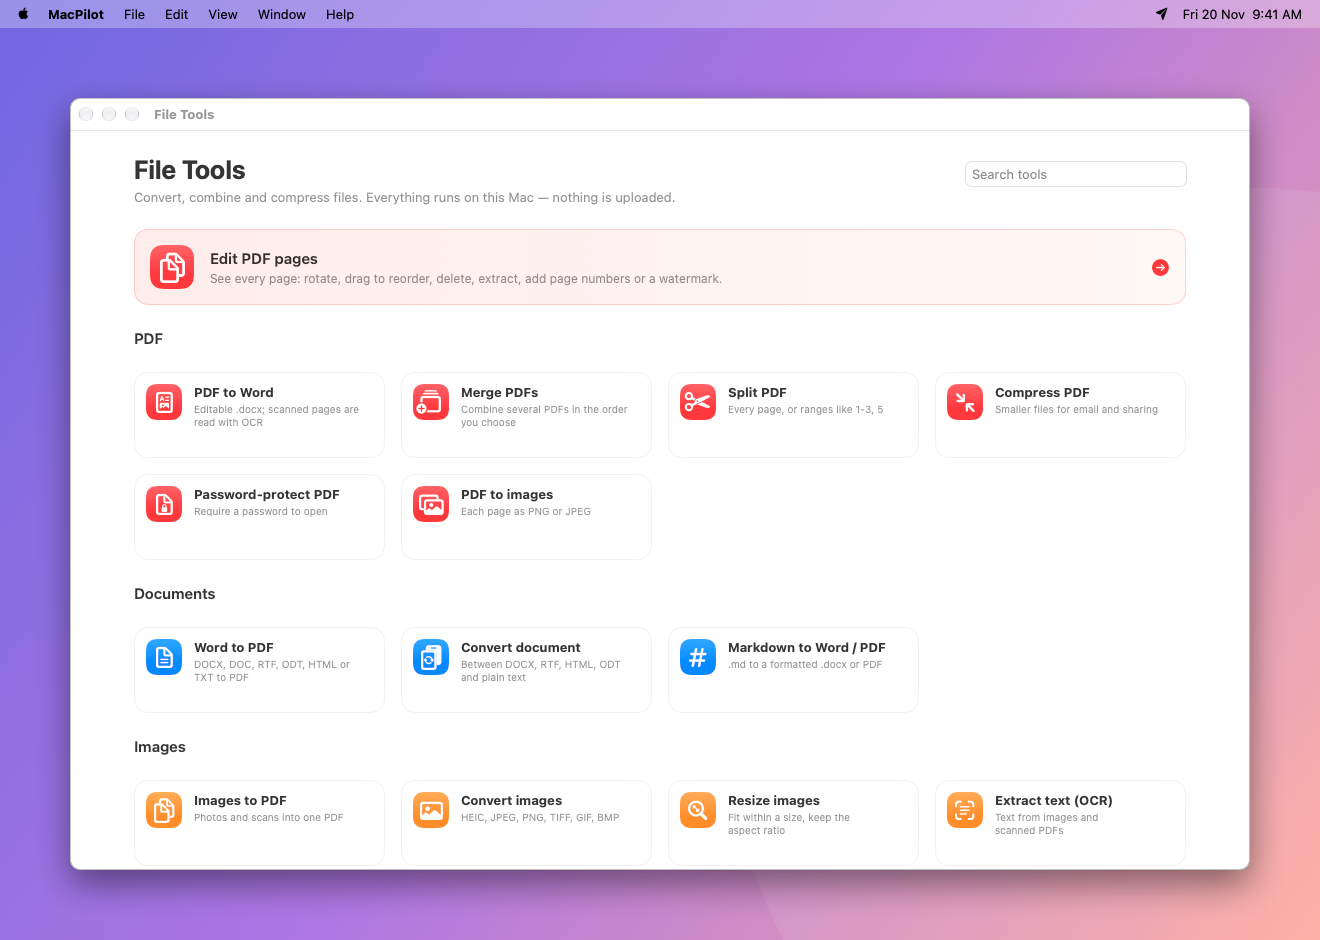 MacPilot File Edit View Window Help Fri 20 Nov 9:41 AM
File Tools
File Tools
Search tools
Convert, combine and compress files. Everything runs on this Mac — nothing is uploaded.
Edit PDF pages
See every page: rotate, drag to reorder, delete, extract, add page numbers or a watermark.
PDF
PDF to Word
Editable .docx; scanned pages are
read with OCR
Merge PDFs
Combine several PDFs in the order
you choose
Split PDF
Every page, or ranges like 1-3, 5
Compress PDF
Smaller files for email and sharing
Password-protect PDF
Require a password to open
PDF to images
Each page as PNG or JPEG
Documents
Word to PDF
DOCX, DOC, RTF, ODT, HTML or
TXT to PDF
Convert document
Between DOCX, RTF, HTML, ODT
and plain text
Markdown to Word / PDF
.md to a formatted .docx or PDF
Images
Images to PDF
Photos and scans into one PDF
Convert images
HEIC, JPEG, PNG, TIFF, GIF, BMP
Resize images
Fit within a size, keep the
aspect ratio
Extract text (OCR)
Text from images and
scanned PDFs